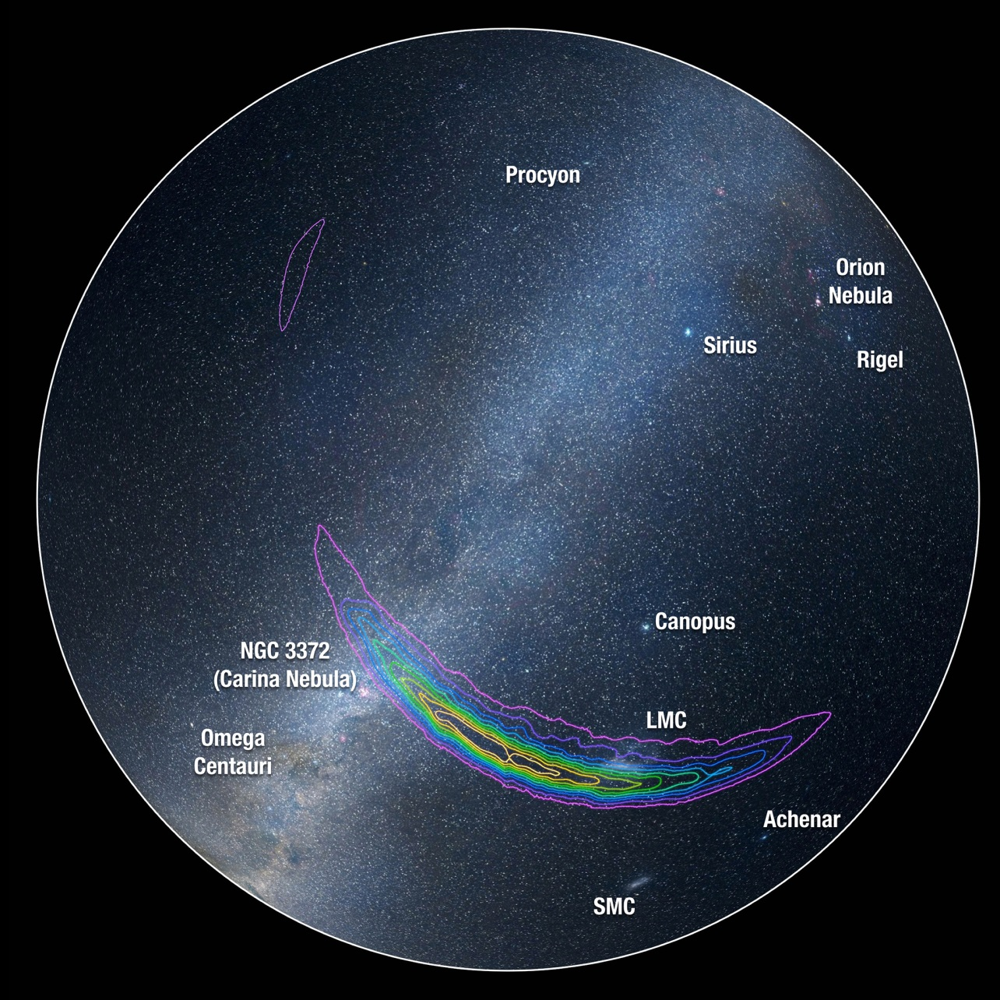 Procyon
Orion
Nebula
Sirius
Rigel
Canopus
NGC 3372
(Carina Nebula)
LMC
Omega
Centauri
Achenar
SMC